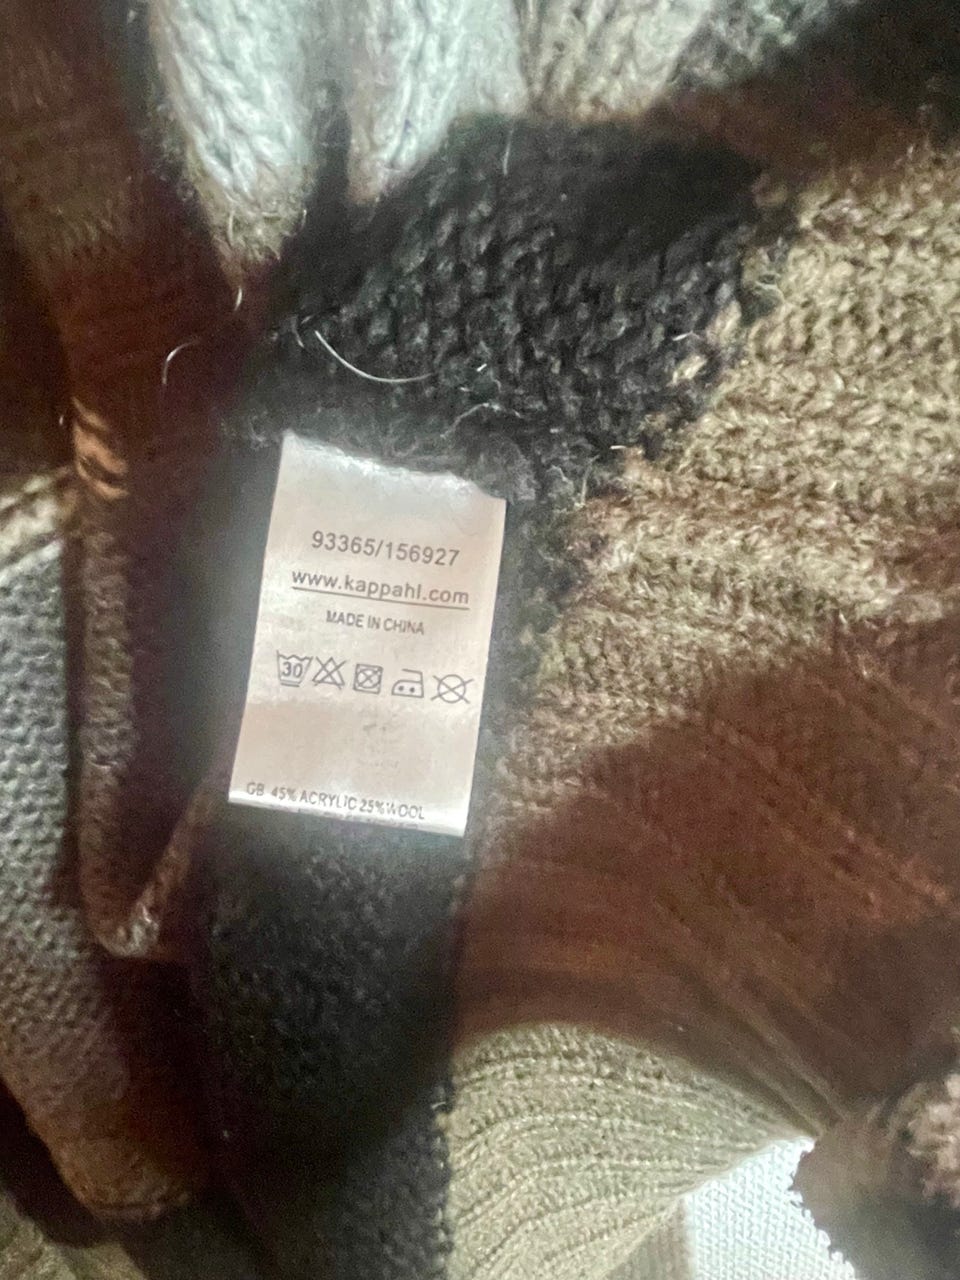 93365/156927
www.kappahl.com
MADE IN CHINA
30
GB 45% ACRYLIC 25% WOOL